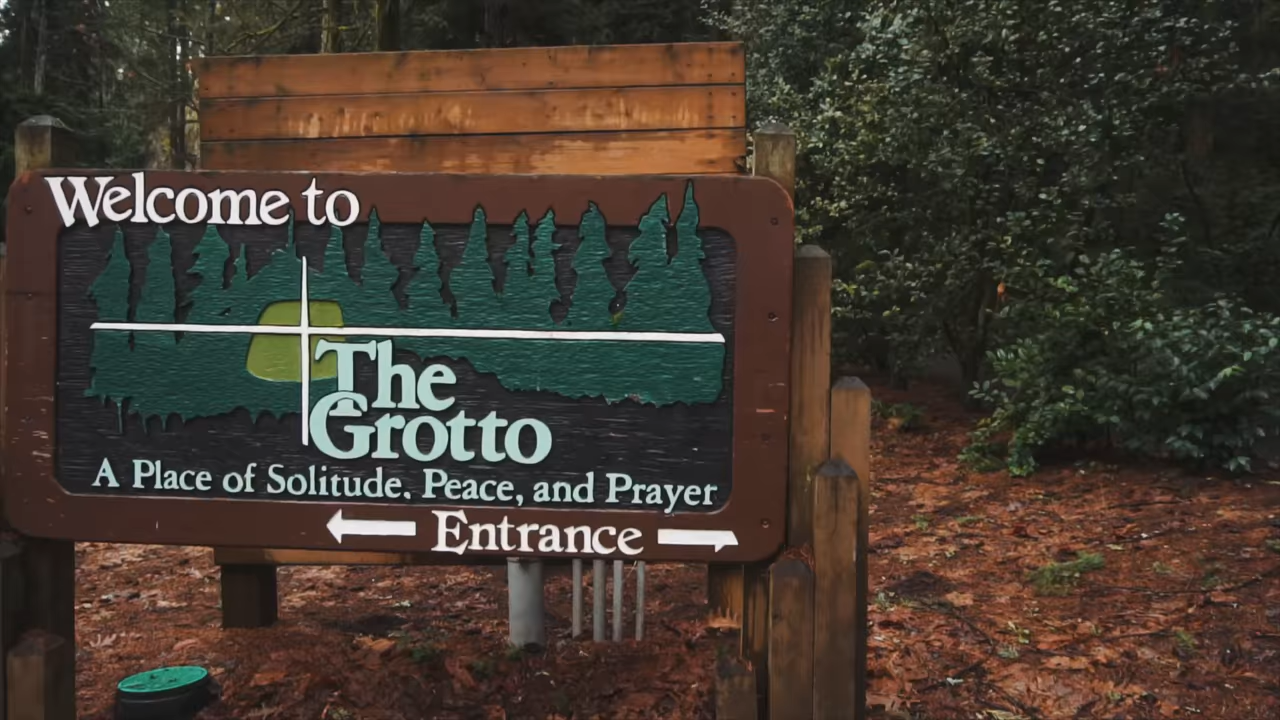 Welcome to
The
Grotto
A Place of Solitude. Peace, and Prayer
Entrance